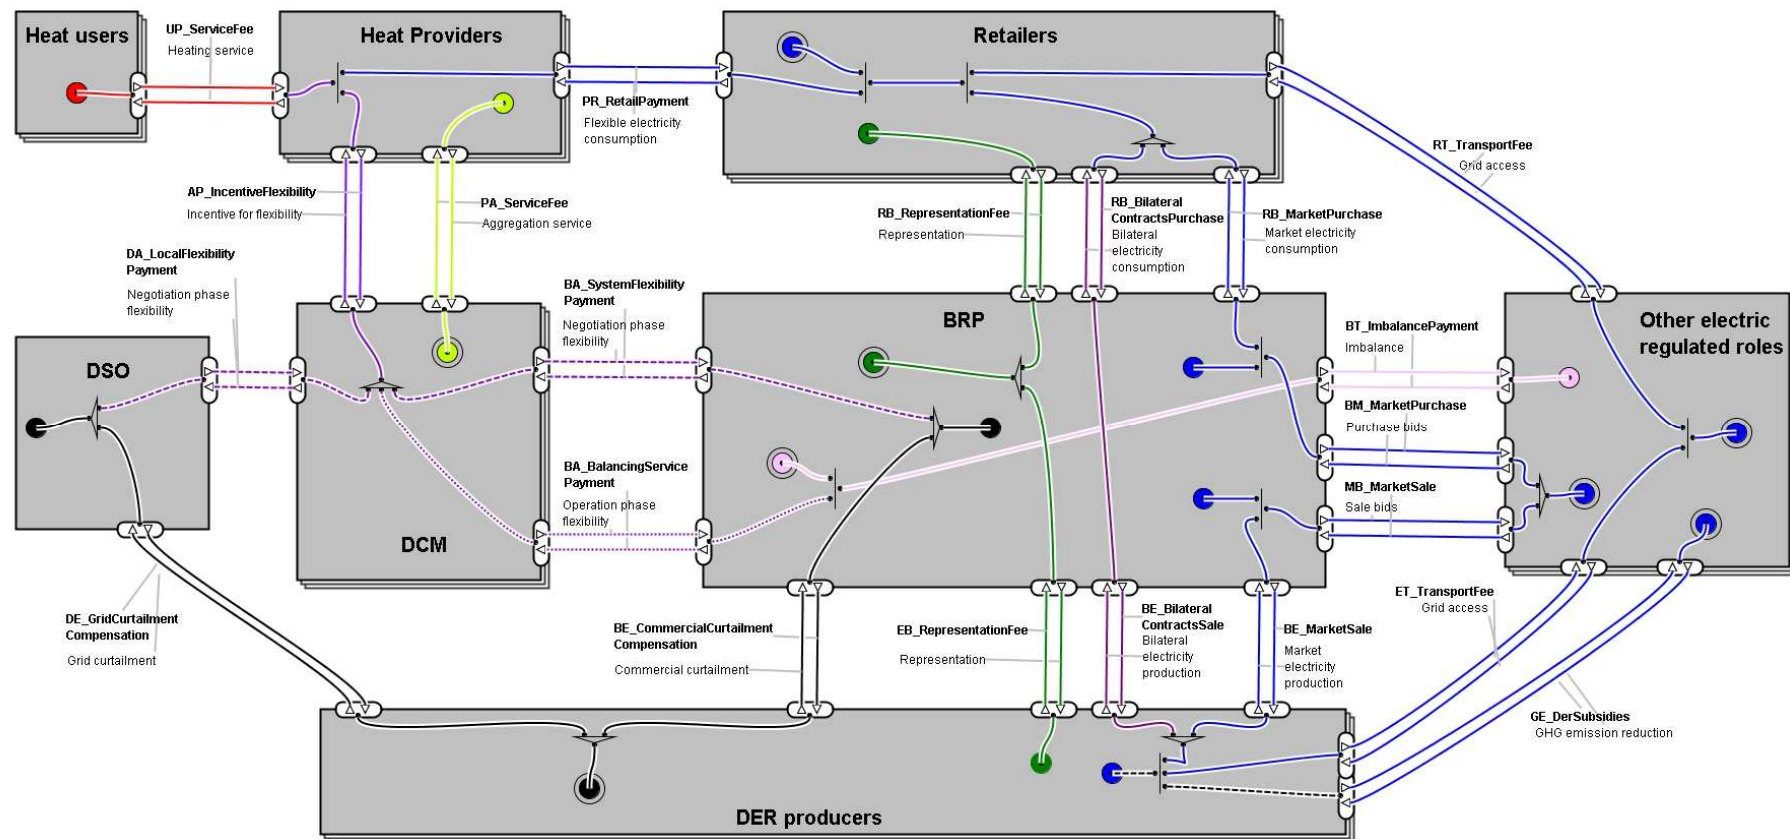 Heat users
UP_ServiceFee
Heating service
Heat Providers
PR_RetailPayment
Flexible electricity
consumption
Retailers
RT_TransportFee
Grid access
AP_IncentiveFlexibility
Incentive for flexibility
PA_ServiceFee
Aggregation service
RB_RepresentationFee
Representation
RB_Bilateral
ContractsPurchase
Bilateral
electricity
consumption
RB_MarketPurchase
Market electricity
consumption
DA_LocalFlexibility
Payment
Negotiation phase
flexibility
BA_SystemFlexibility
Payment
Negotiation phase
flexibility
BRP
BT_ImbalancePayment
Imbalance
Other electric
regulated roles
DSO
BM_MarketPurchase
Purchase bids
BA_BalancingService
Payment
Operation phase
flexibility
MB_MarketSale
Sale bids
DCM
DE_GridCurtailment
Compensation
Grid curtailment
BE_CommercialCurtailment
Compensation
Commercial curtailment
EB_RepresentationFee
Representation
BE_Bilateral
ContractsSale
Bilateral
electricity
production
BE_MarketSale
Market
electricity
production
ET_TransportFee
Grid access
GE_DerSubsidies
GHG emission reduction
DER producers